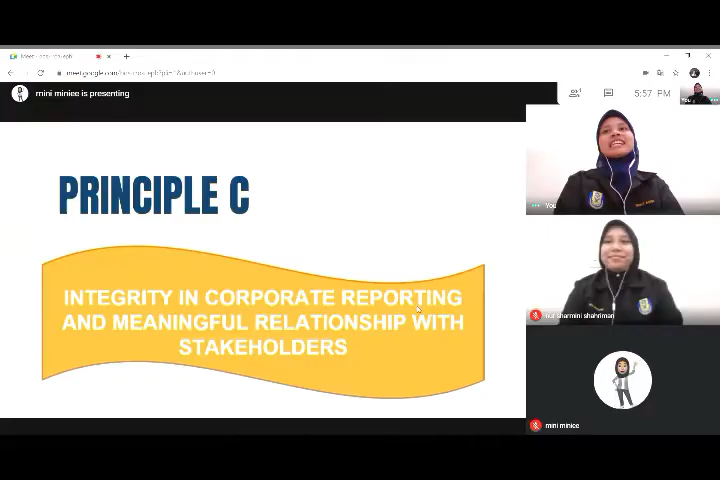 mini miniee is presenting
5:57 PM
You
PRINCIPLE C
INTEGRITY IN CORPORATE REPORTING
AND MEANINGFUL RELATIONSHIP WITH
STAKEHOLDERS
You
nur sharmini shahriman
mini miniee